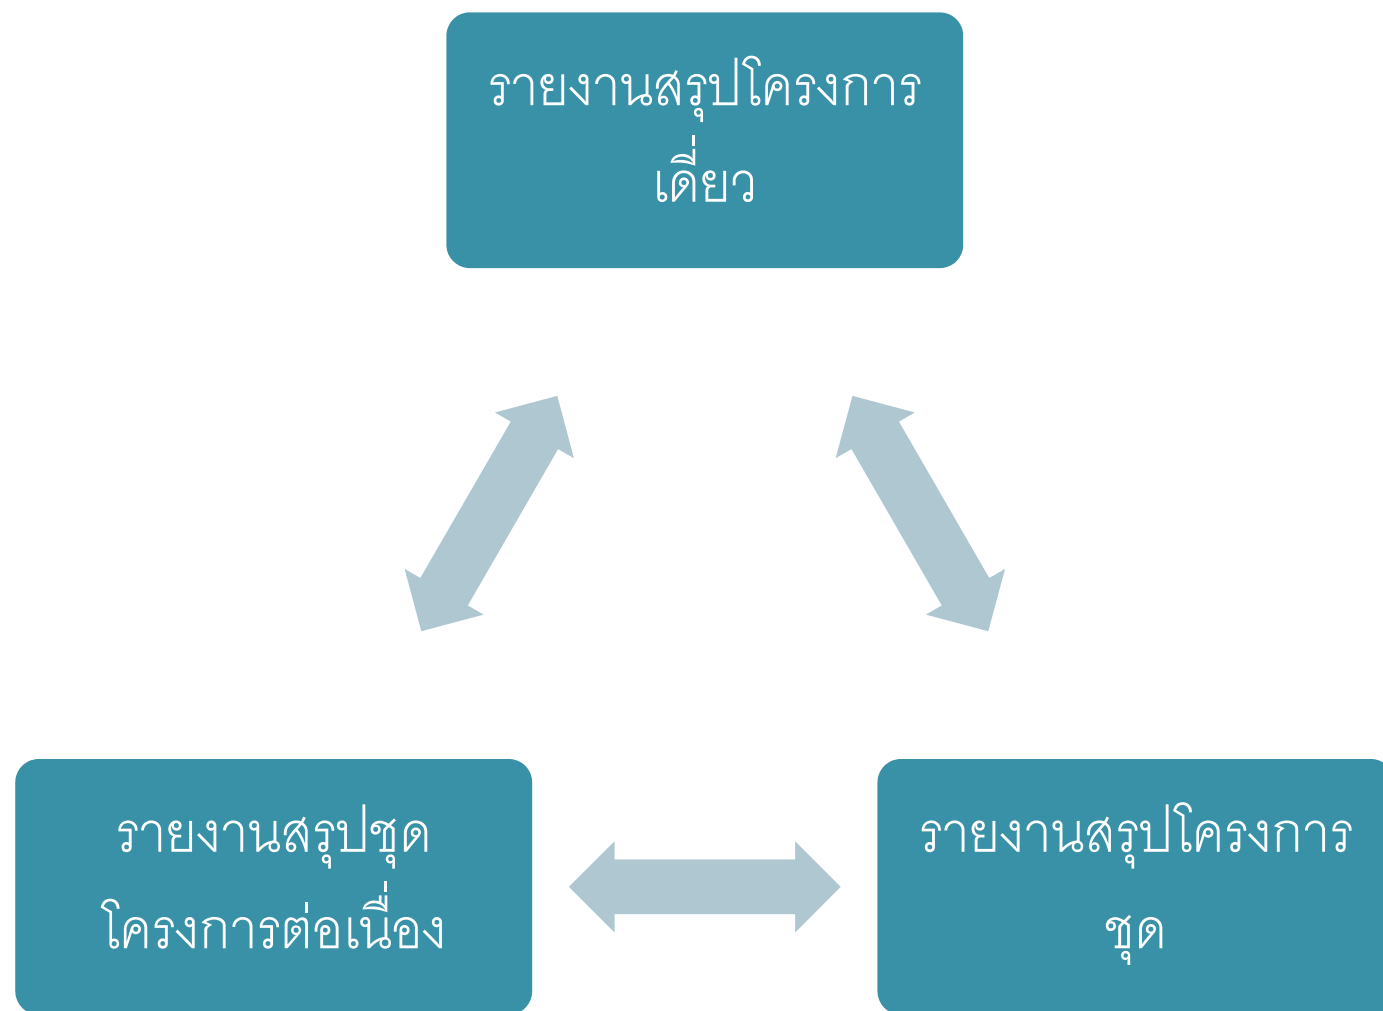 รายงานสรุปโครงการ
เดี่ยว
รายงานสรุปชุด
โครงการต่อเนื่อง
รายงานสรุปโครงการ
ชุด